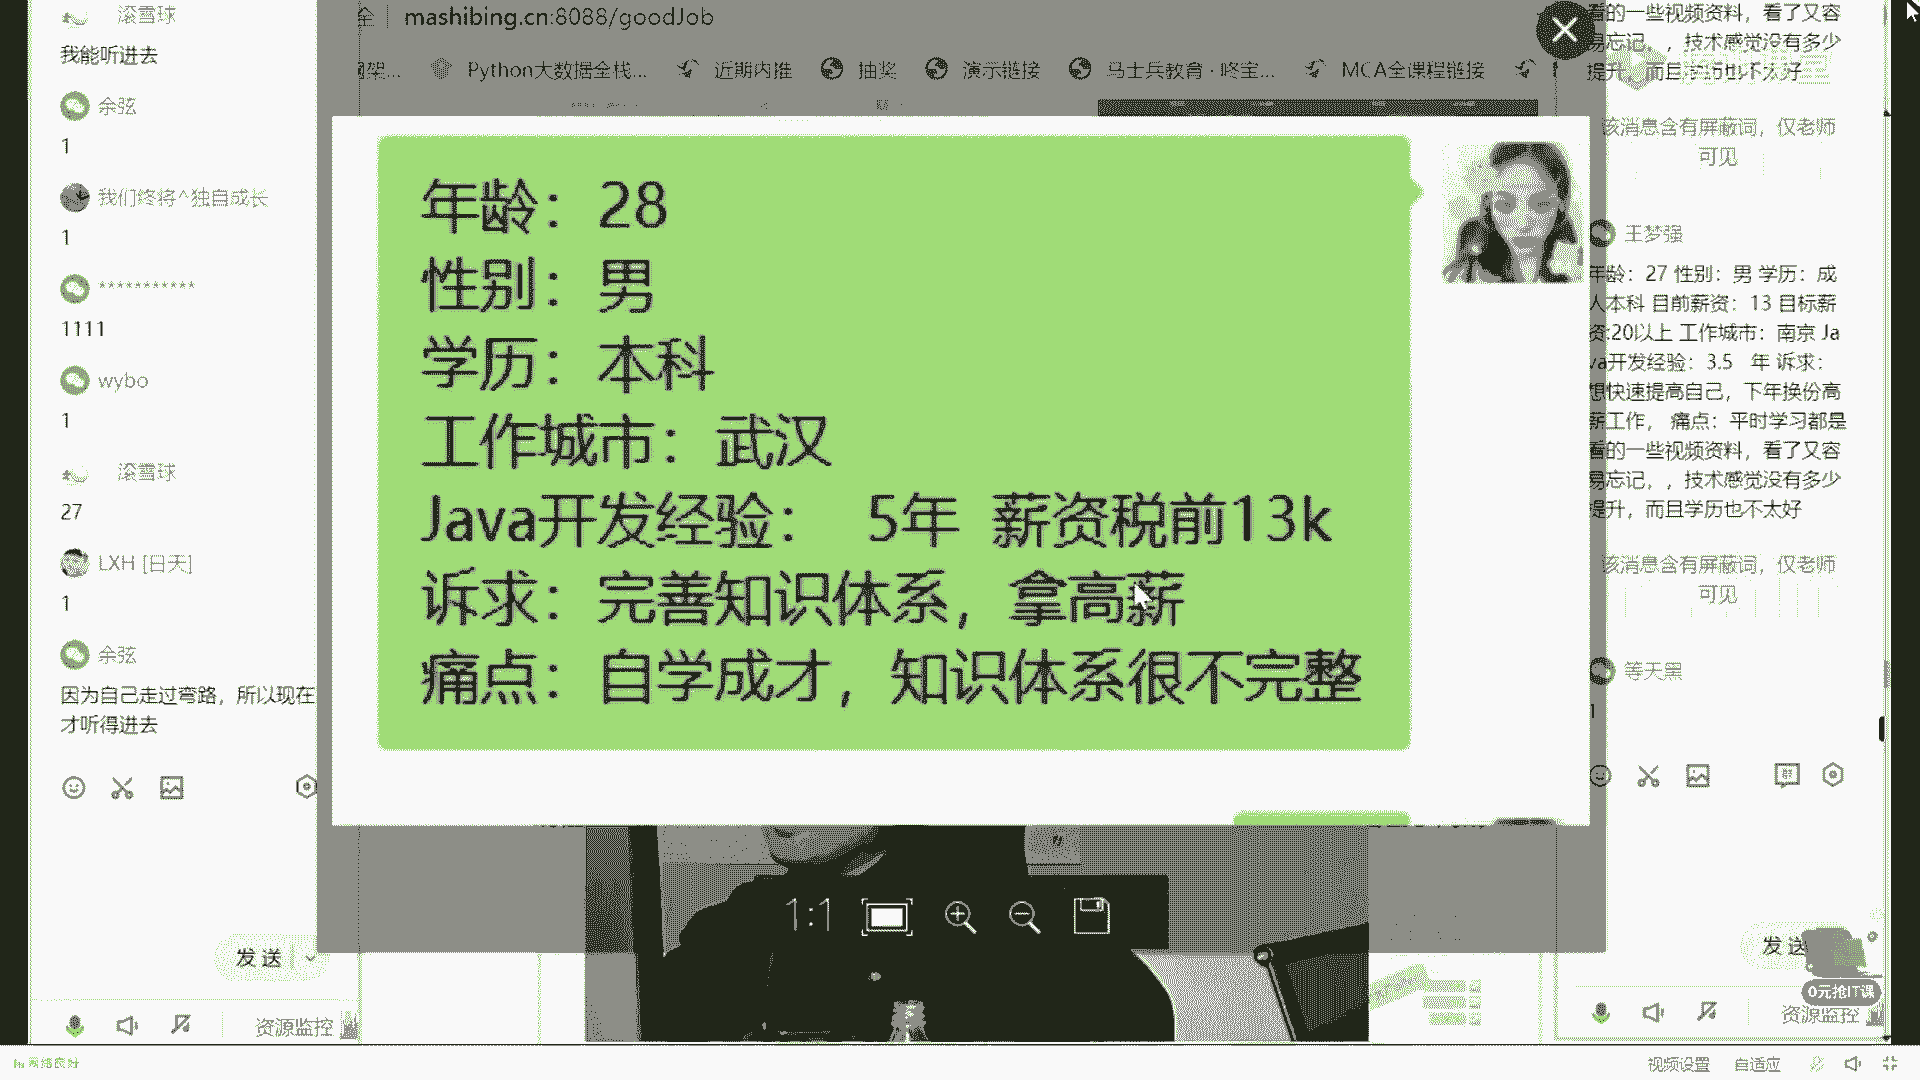 滚雪球
我能听进去
余弦
1
我们终将^独自成长
1
***********
1111
wybo
1
滚雪球
27
LXH [日天]
1
余弦
因为自己走过弯路，所以现在
才听得进去
发送
资源监控
网络良好
全 mashibing.cn:8088/goodJob
架... Python大数据全栈... 近期内推 抽奖 演示链接 马士兵教育·咚宝... MCA全课程链接
年龄：28
性别：男
学历：本科
工作城市：武汉
Java开发经验： 5年 薪资税前13k
诉求：完善知识体系，拿高薪
痛点：自学成才，知识体系很不完整
1:1
看的一些视频资料，看了又容
易忘记，，技术感觉没有多少
提升，而且学历也不太好
该消息含有屏蔽词，仅老师
可见
王梦强
年龄：27 性别：男 学历：成
人本科 目前薪资：13 目标薪
资:20以上 工作城市：南京 Ja
va开发经验：3.5 年 诉求：
想快速提高自己，下年换份高
薪工作， 痛点：平时学习都是
看的一些视频资料，看了又容
易忘记，，技术感觉没有多少
提升，而且学历也不太好
该消息含有屏蔽词，仅老师
可见
等天黑
1
发送
0元抢IT课
资源监控
视频设置 自适应